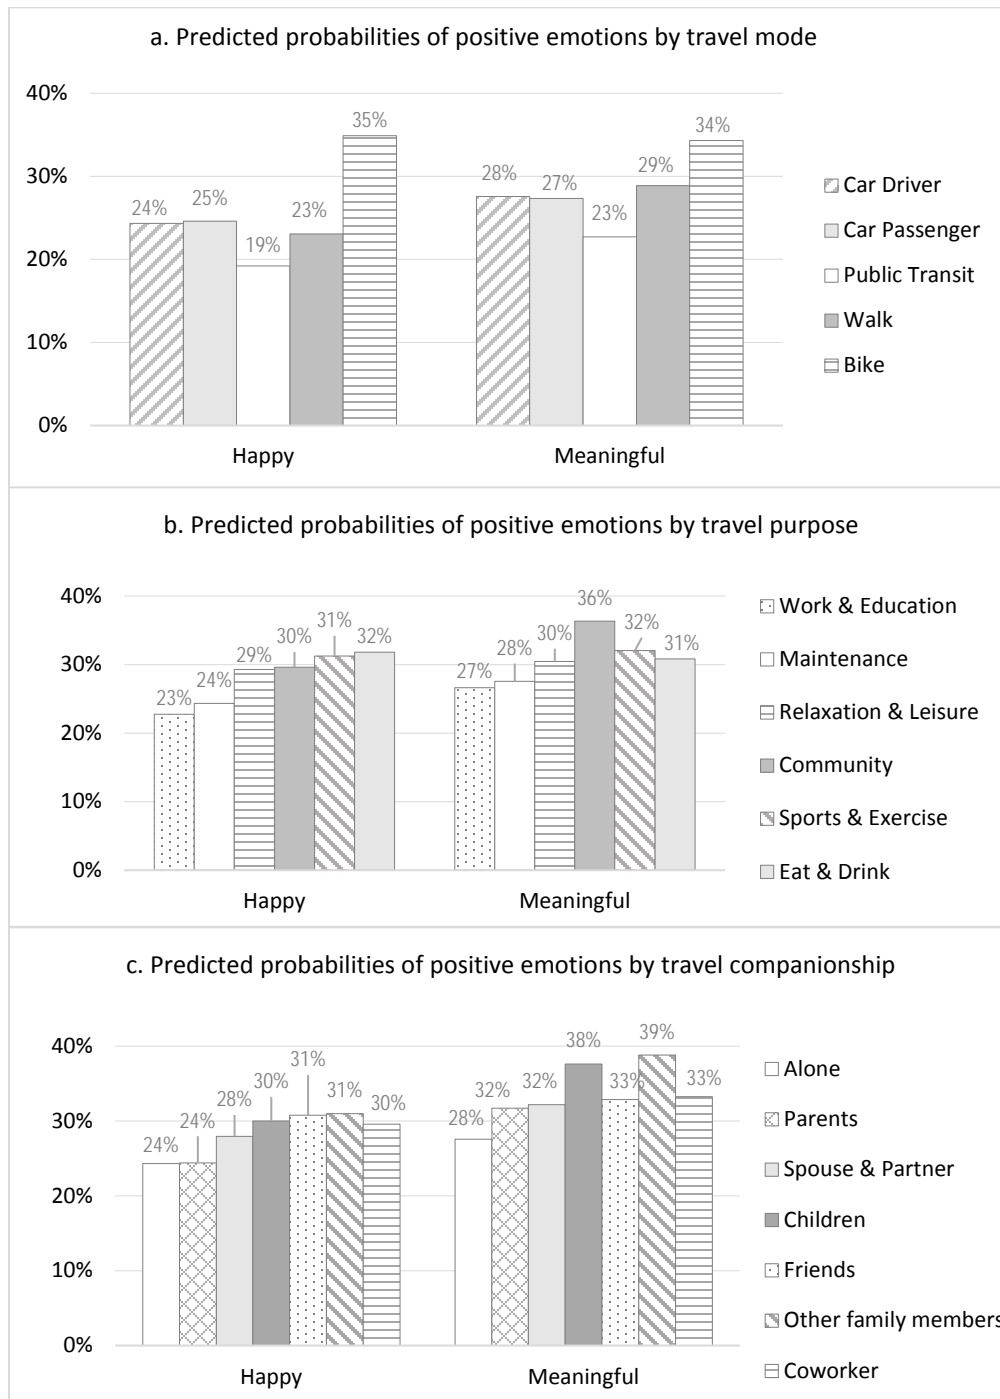 a. Predicted probabilities of positive emotions by travel mode
40%
30%
20%
10%
0%
24%
25%
19%
23%
35%
28%
27%
23%
29%
34%
Happy
Meaningful
Car Driver
Car Passenger
Public Transit
Walk
Bike
b. Predicted probabilities of positive emotions by travel purpose
40%
30%
20%
10%
0%
23%
24%
29%
30%
31%
32%
27%
28%
30%
36%
32%
31%
Happy
Meaningful
Work & Education
Maintenance
Relaxation & Leisure
Community
Sports & Exercise
Eat & Drink
c. Predicted probabilities of positive emotions by travel companionship
40%
30%
20%
10%
0%
24%
24%
28%
30%
31%
31%
30%
28%
32%
32%
38%
33%
39%
33%
Happy
Meaningful
Alone
Parents
Spouse & Partner
Children
Friends
Other family members
Coworker